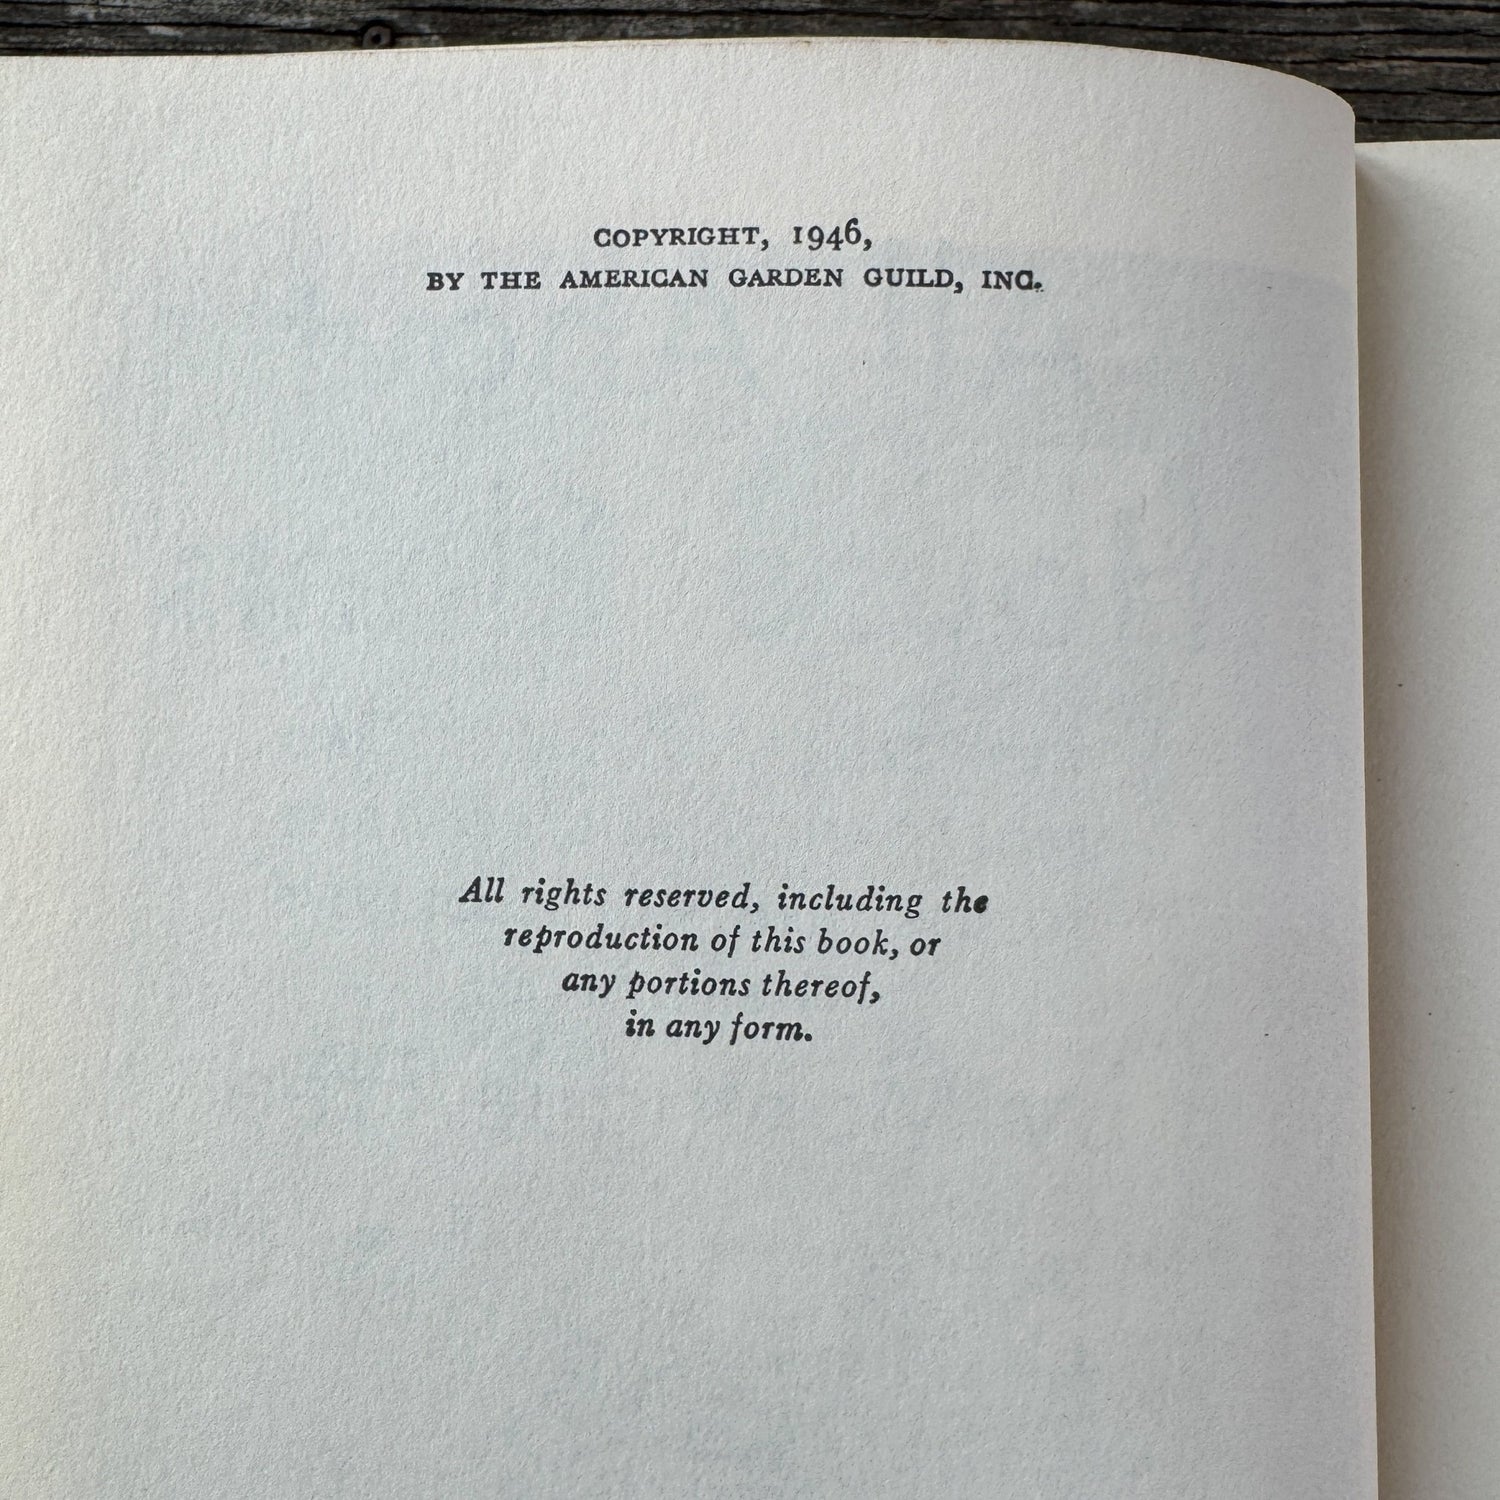 COPYRIGHT, 1946,
BY THE AMERICAN GARDEN GUILD, INC.
All rights reserved, including the
reproduction of this book, or
any portions thereof,
in any form.